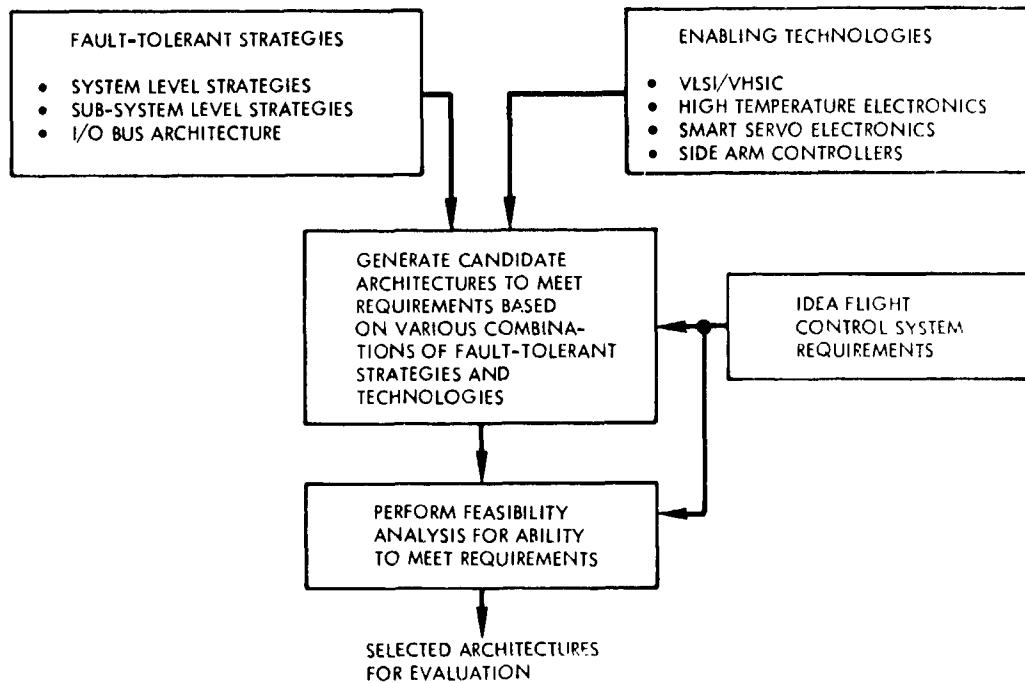 FAULT-TOLERANT STRATEGIES
• SYSTEM LEVEL STRATEGIES
• SUB-SYSTEM LEVEL STRATEGIES
• I/O BUS ARCHITECTURE
ENABLING TECHNOLOGIES
• VLSI/VHSIC
• HIGH TEMPERATURE ELECTRONICS
• SMART SERVO ELECTRONICS
• SIDE ARM CONTROLLERS
GENERATE CANDIDATE
ARCHITECTURES TO MEET
REQUIREMENTS BASED
ON VARIOUS COMBINA-
TIONS OF FAULT-TOLERANT
STRATEGIES AND
TECHNOLOGIES
IDEA FLIGHT
CONTROL SYSTEM
REQUIREMENTS
PERFORM FEASIBILITY
ANALYSIS FOR ABILITY
TO MEET REQUIREMENTS
SELECTED ARCHITECTURES
FOR EVALUATION